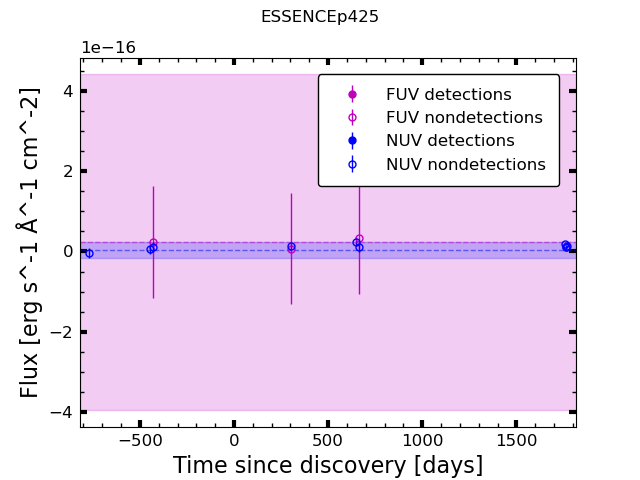 ESSENCEp425
1e−16
FUV detections
FUV nondetections
NUV detections
NUV nondetections
4
2
0
−2
−4
Flux [erg s^-1 Å^-1 cm^-2]
−500
0
500
1000
1500
Time since discovery [days]